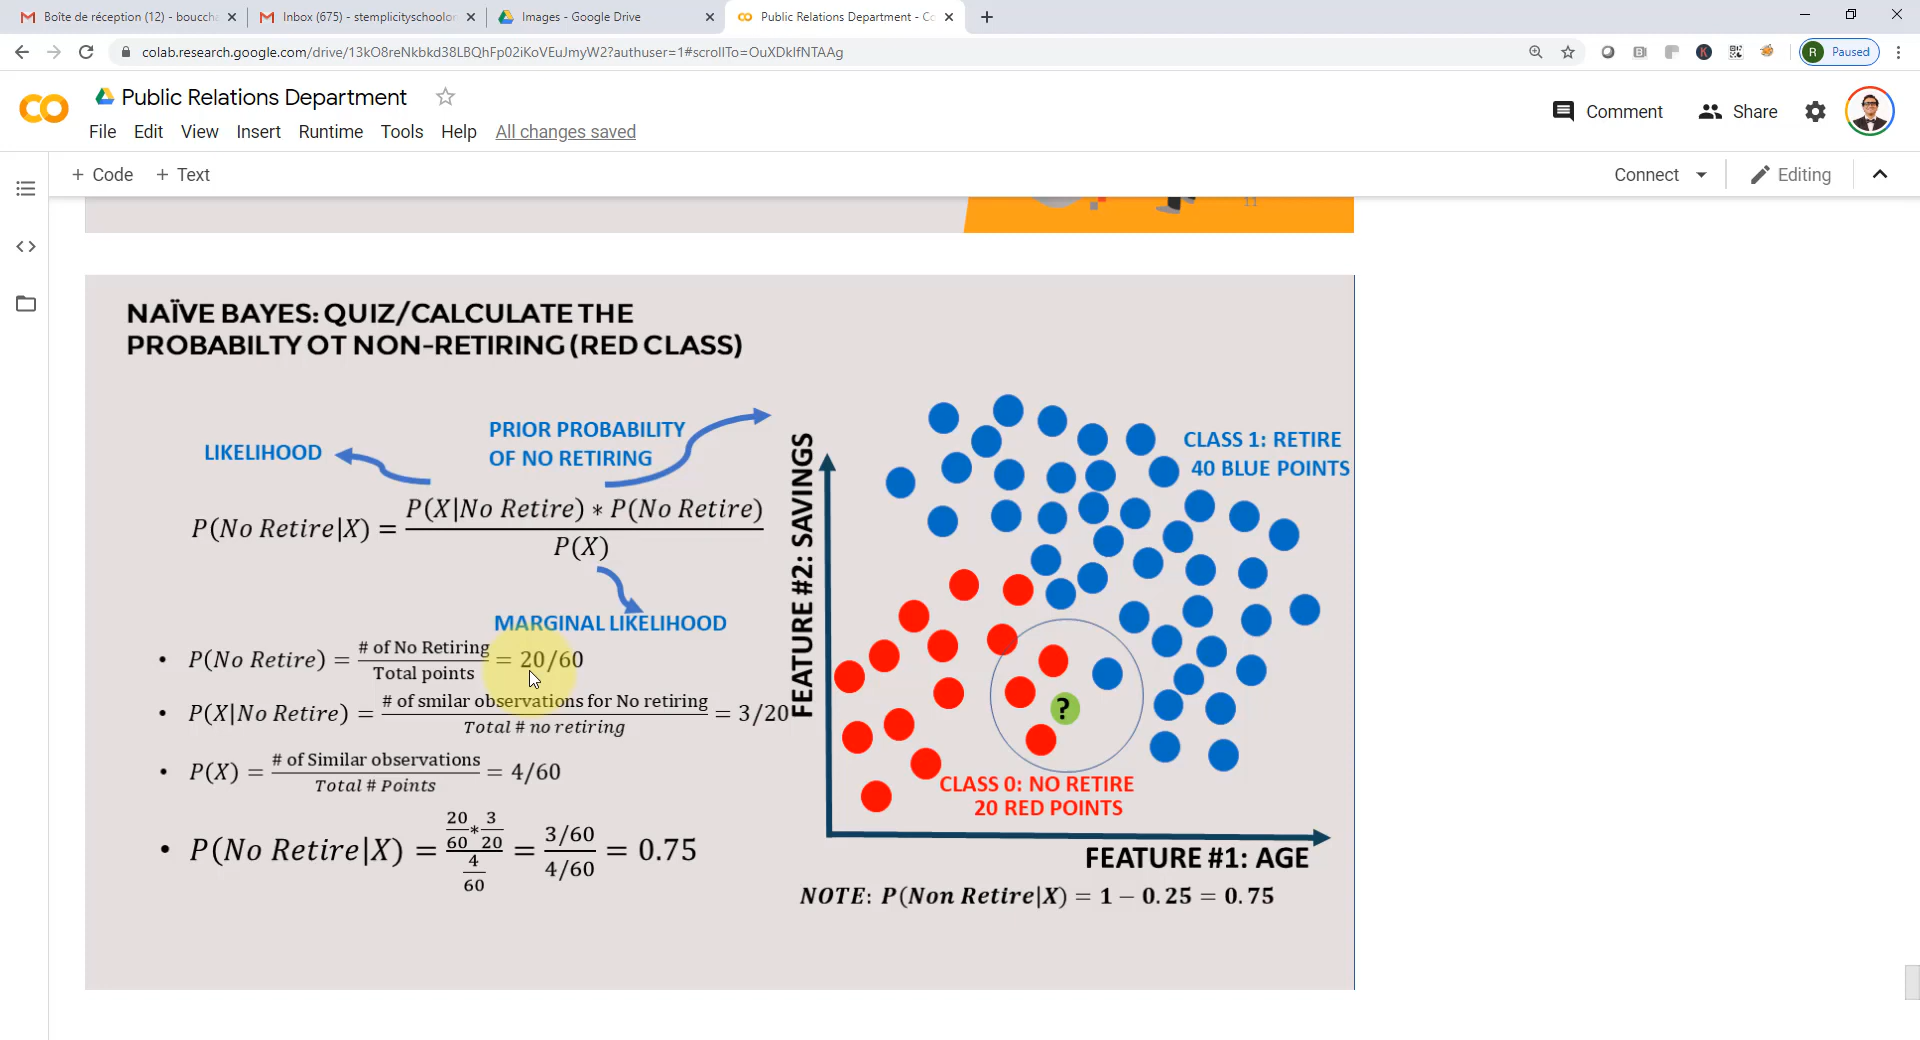 Boîte de réception (12) - bouccha
Inbox (675) - stemplicityschoolor
Images - Google Drive
Public Relations Department - Co
colab.research.google.com/drive/13kO8reNkbkd38LBQhFp02iKoVEuJmyW2?authuser=1#scrollTo=OuXDklfNTAAg
R Paused
CO Public Relations Department
Comment Share
File Edit View Insert Runtime Tools Help All changes saved
+ Code + Text Connect Editing
11
NAÏVE BAYES: QUIZ/CALCULATE THE
PROBABILTY OT NON-RETIRING (RED CLASS)
LIKELIHOOD
PRIOR PROBABILITY
OF NO RETIRING
P(No Retire|X) = P(X|No Retire) ∗ P(No Retire) / P(X)
MARGINAL LIKELIHOOD
• P(No Retire) = # of No Retiring / Total points = 20/60
• P(X|No Retire) = # of smilar observations for No retiring / Total # no retiring = 3/20
• P(X) = # of Similar observations / Total # Points = 4/60
• P(No Retire|X) = 20/60 ∗ 3/20 / 4/60 = 3/60 / 4/60 = 0.75
FEATURE #2: SAVINGS
CLASS 1: RETIRE
40 BLUE POINTS
?
CLASS 0: NO RETIRE
20 RED POINTS
FEATURE #1: AGE
NOTE: P(Non Retire|X) = 1 − 0.25 = 0.75